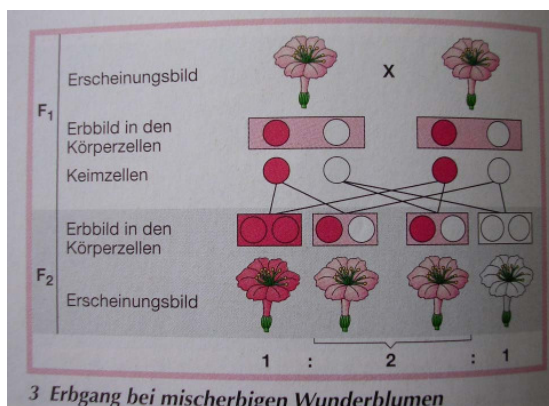 Erscheinungsbild
X
F1
Erbbild in den
Körperzellen
Keimzellen
Erbbild in den
Körperzellen
F2
Erscheinungsbild
1 : 2 : 1
3 Erbgang bei mischerbigen Wunderblumen